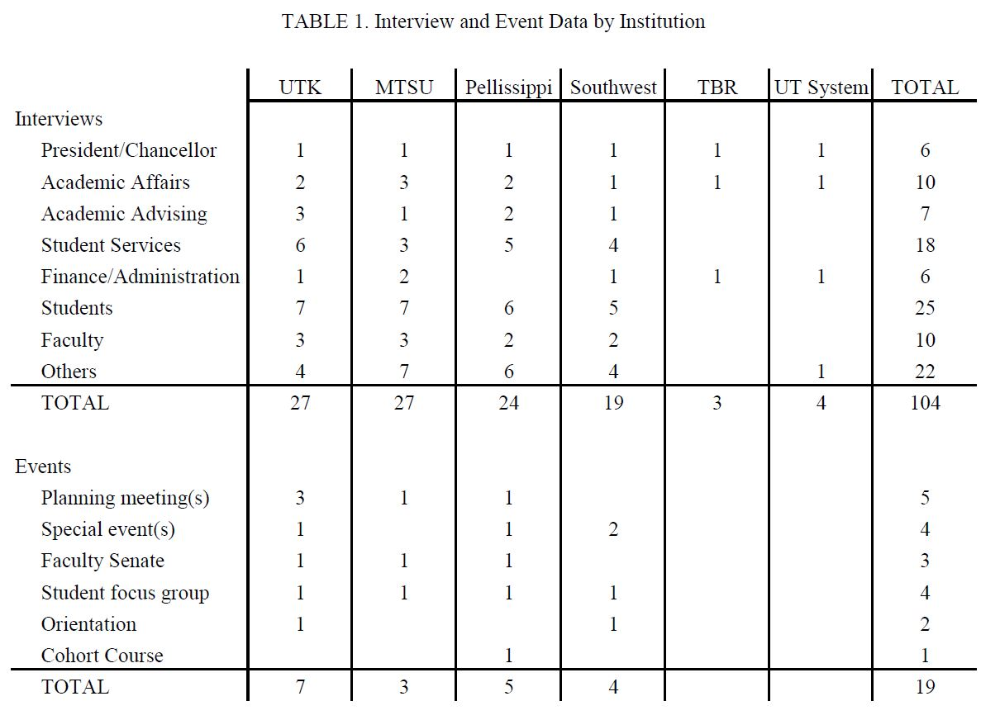 TABLE 1. Interview and Event Data by Institution
UTK MTSU Pellissippi Southwest TBR UT System TOTAL
Interviews
President/Chancellor 1 1 1 1 1 1 6
Academic Affairs 2 3 2 1 1 1 10
Academic Advising 3 1 2 1 7
Student Services 6 3 5 4 18
Finance/Administration 1 2 1 1 1 6
Students 7 7 6 5 25
Faculty 3 3 2 2 10
Others 4 7 6 4 1 22
TOTAL 27 27 24 19 3 4 104
Events
Planning meeting(s) 3 1 1 5
Special event(s) 1 1 2 4
Faculty Senate 1 1 1 3
Student focus group 1 1 1 1 4
Orientation 1 1 2
Cohort Course 1 1
TOTAL 7 3 5 4 19